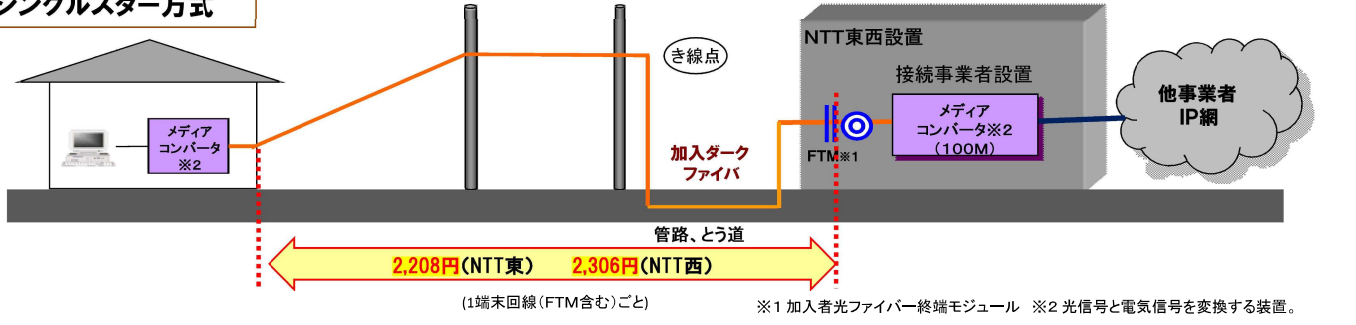 シングルスター方式
き線点
NTT東西設置
接続事業者設置
メディア
コンバータ
※2
メディア
コンバータ※2
(100M)
他事業者
IP網
加入ダーク
ファイバ
FTM※1
管路、とう道
2,208円(NTT東) 2,306円(NTT西)
(1端末回線(FTM含む)ごと)
※1 加入者光ファイバー終端モジュール ※2 光信号と電気信号を変換する装置。